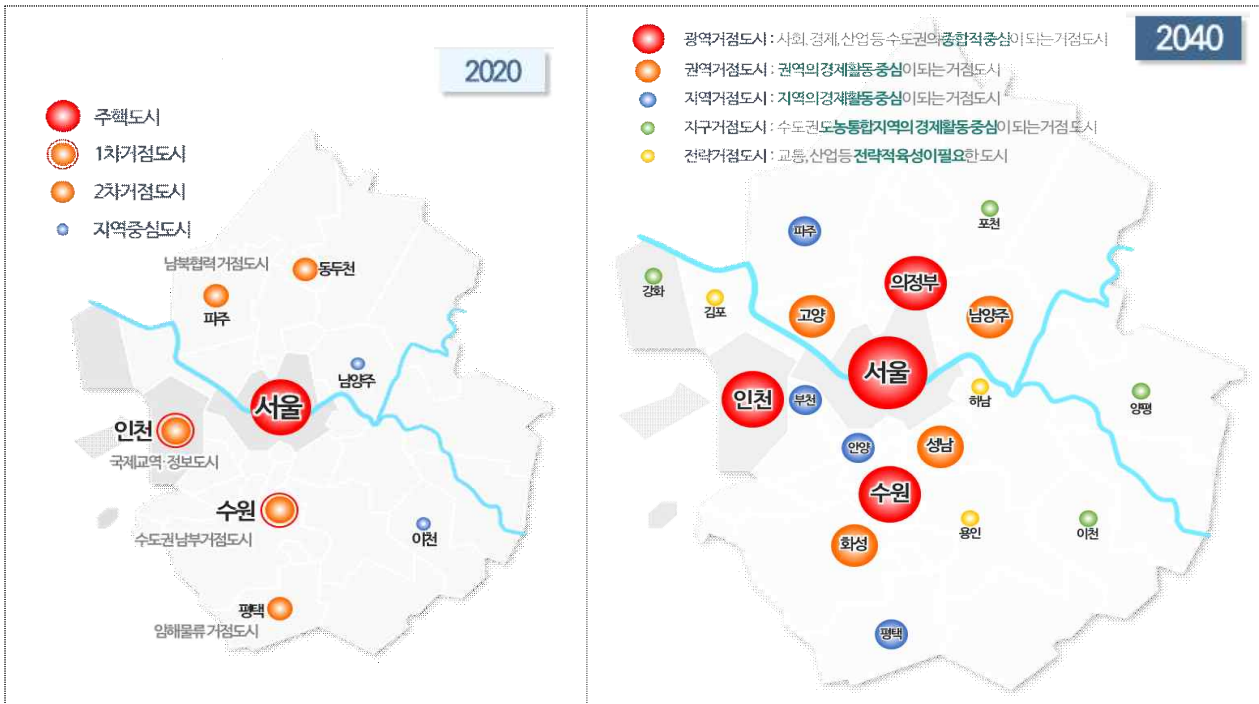 2020
주핵도시
1차거점도시
2차거점도시
지역중심도시
남북협력 거점도시
동두천
파주
남양주
서울
인천
국제교역·정보도시
수원
수도권 남부거점도시
이천
평택
임해물류 거점도시
2040
광역거점도시 : 사회, 경제, 산업 등 수도권의 종합적 중심이 되는 거점도시
권역거점도시 : 권역의 경제활동 중심이 되는 거점도시
지역거점도시 : 지역의 경제활동 중심이 되는 거점도시
지구거점도시 : 수도권 도농통합지역의 경제활동 중심이 되는 거점도시
전략거점도시 : 교통, 산업 등 전략적 육성이 필요한 도시
포천
파주
강화
김포
의정부
고양
남양주
서울
인천
부천
하남
양평
안양
성남
수원
화성
용인
이천
평택